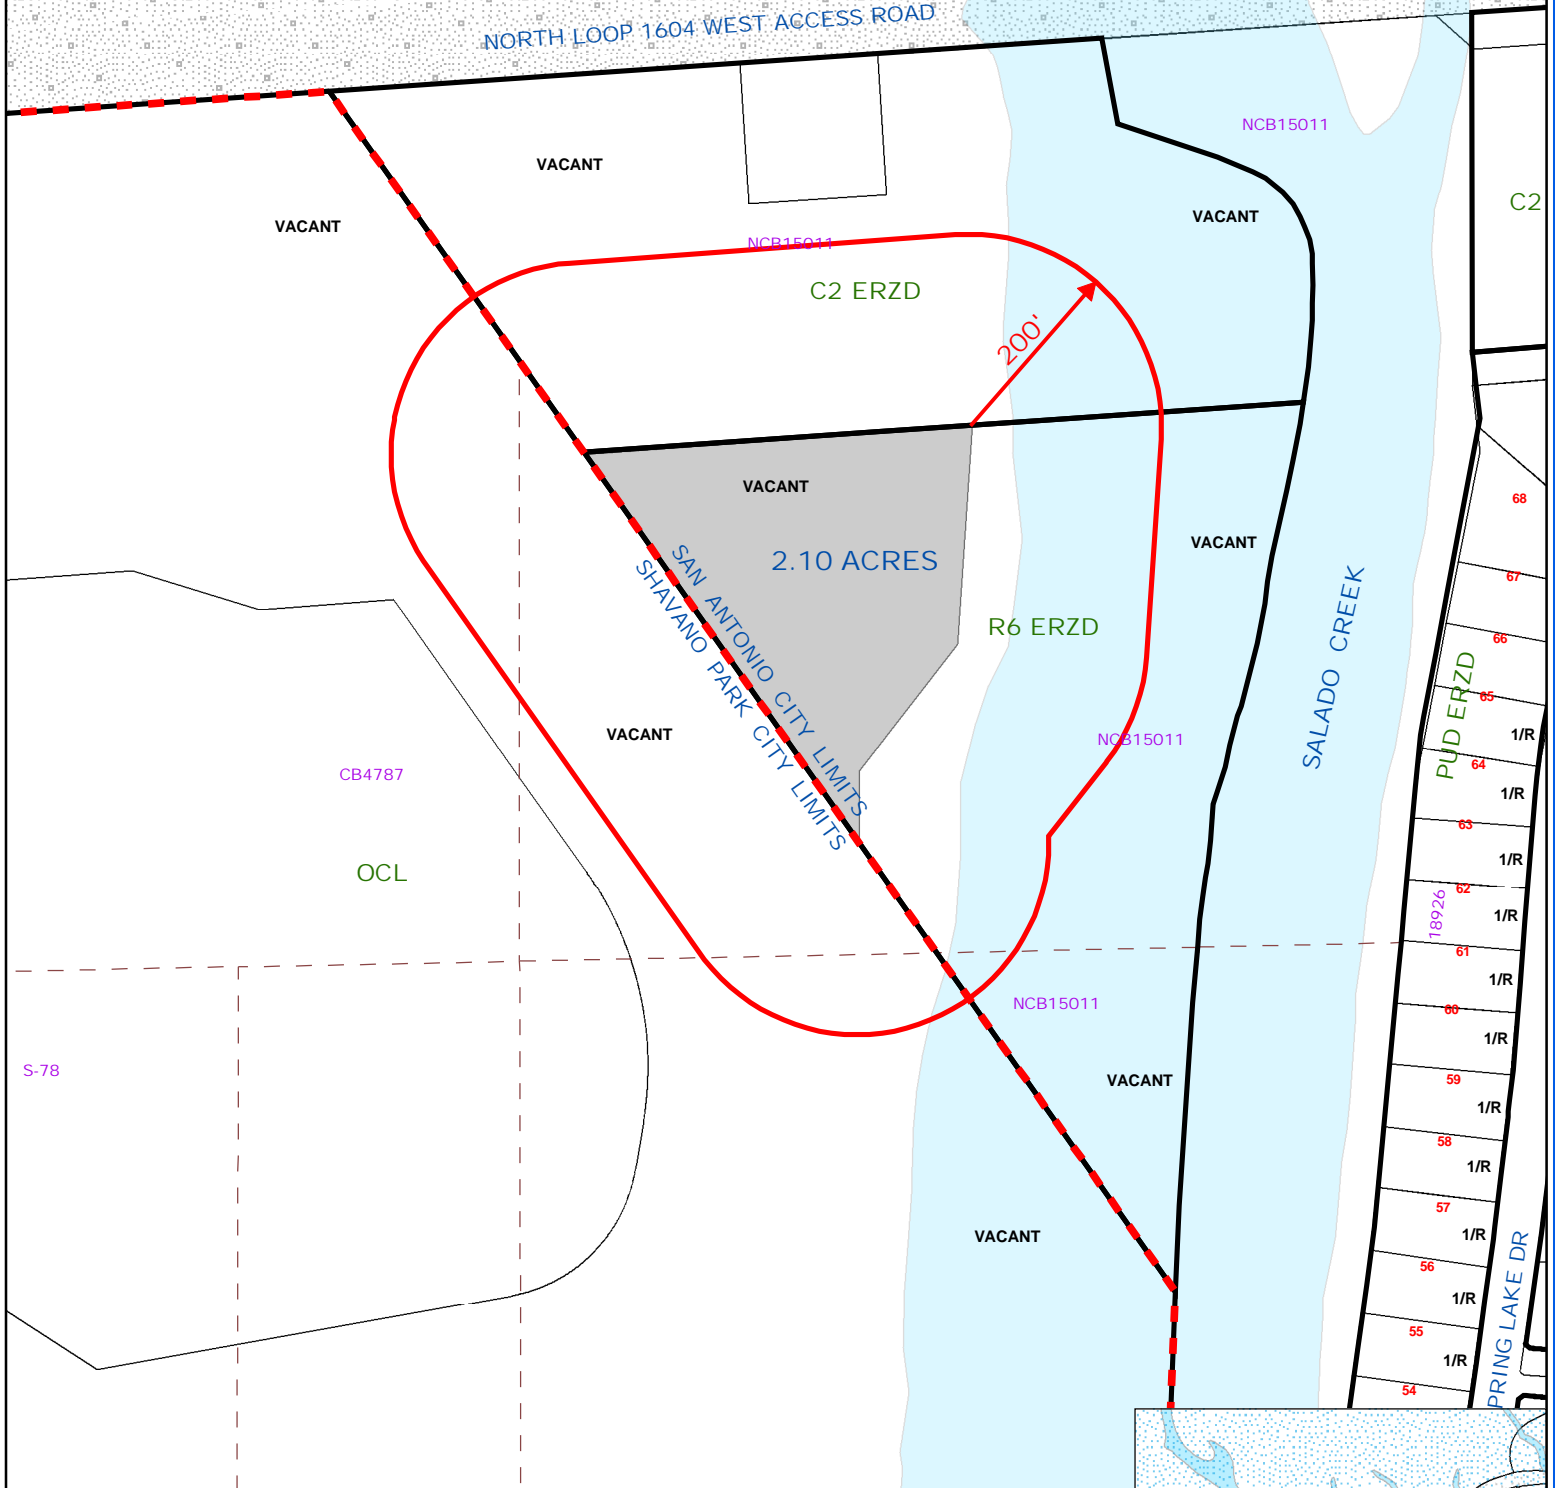 NORTH LOOP 1604 WEST ACCESS ROAD
NCB15011
VACANT
C2
VACANT
VACANT
NCB15011
C2 ERZD
200'
VACANT
68
VACANT
2.10 ACRES
67
SAN ANTONIO CITY LIMITS
SHAVANO PARK CITY LIMITS
SALADO CREEK
R6 ERZD
66
PUD ERZD
65
VACANT
1/R
NCB15011
64
CB4787
1/R
63
1/R
OCL
62
18926
1/R
61
1/R
NCB15011
60
1/R
S-78
VACANT
59
1/R
58
1/R
57
VACANT
1/R
56
1/R
PRING LAKE DR
55
1/R
54